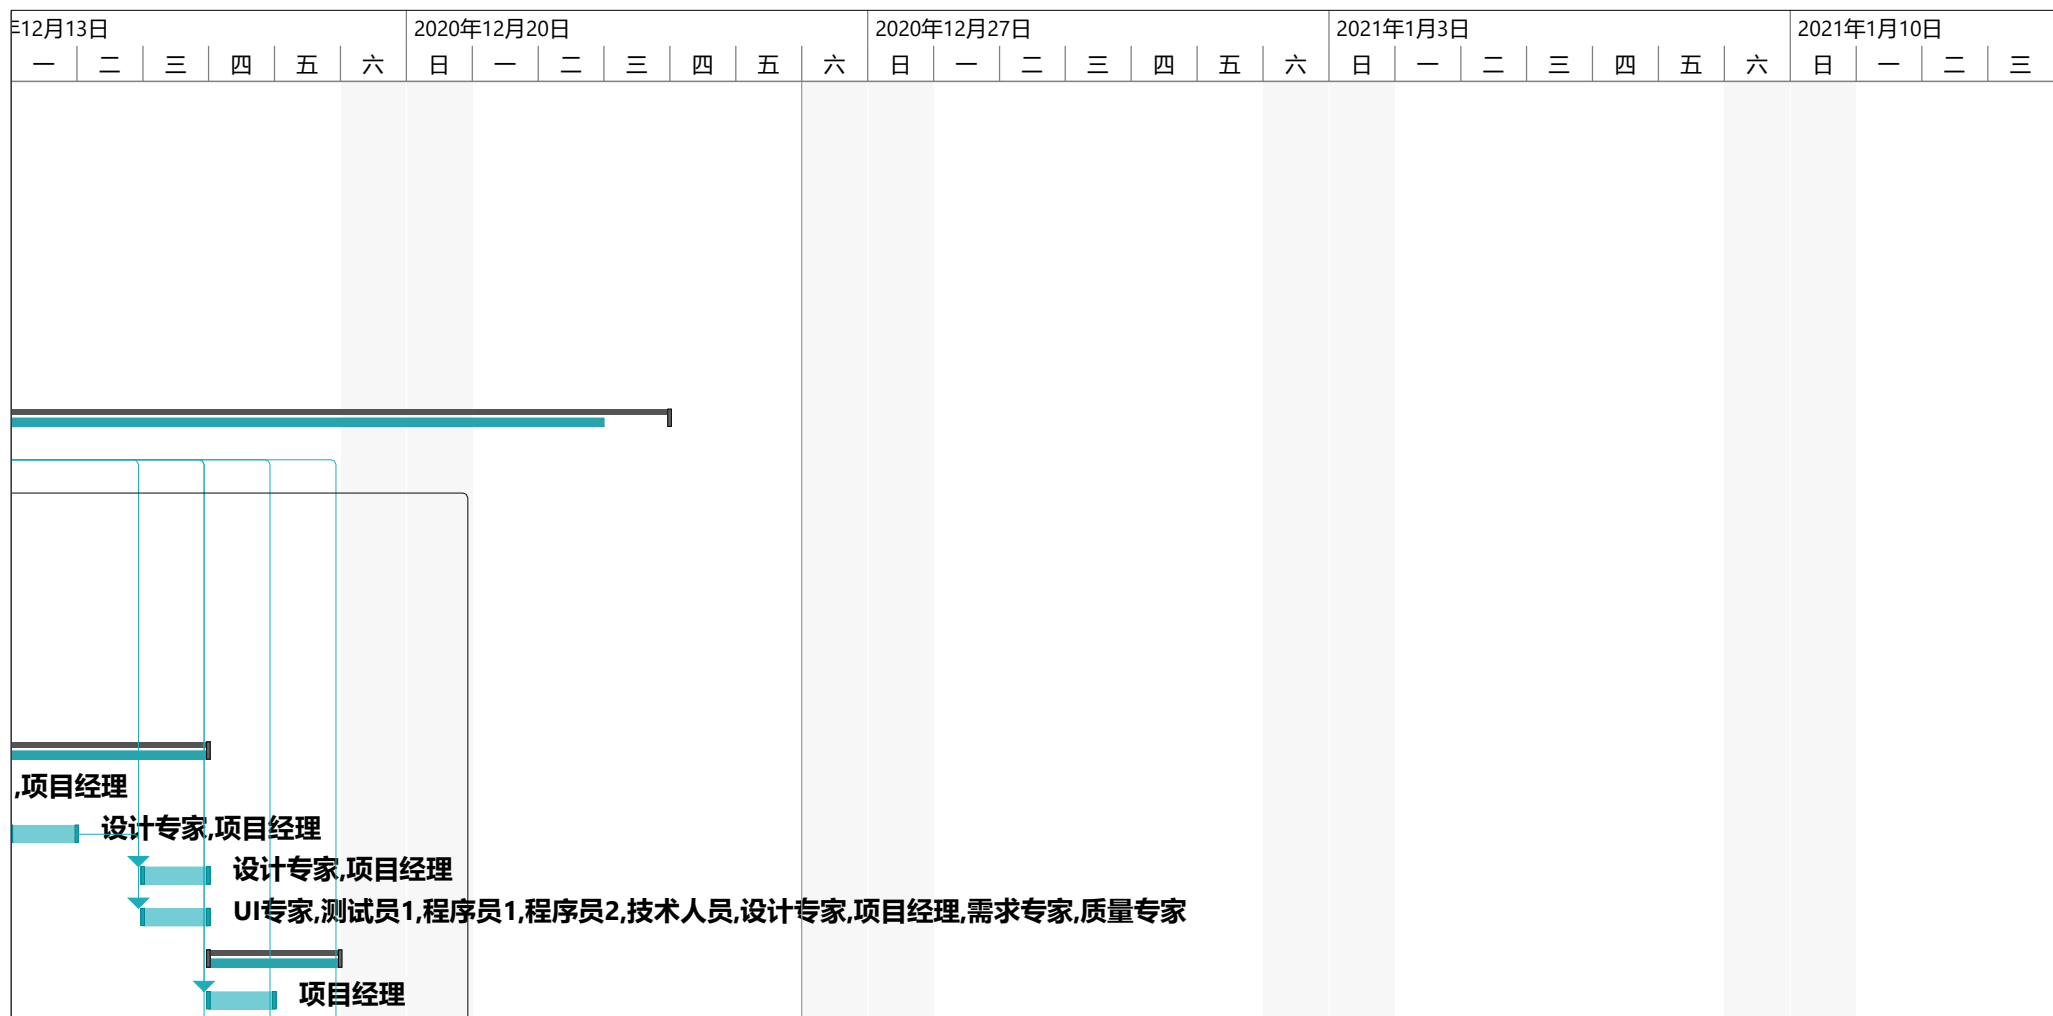 年12月13日 2020年12月20日 2020年12月27日 2021年1月3日 2021年1月10日
一 二 三 四 五 六 日 一 二 三 四 五 六 日 一 二 三 四 五 六 日 一 二 三 四 五 六 日 一 二 三
,项目经理
设计专家,项目经理
设计专家,项目经理
UI专家,测试员1,程序员1,程序员2,技术人员,设计专家,项目经理,需求专家,质量专家
项目经理